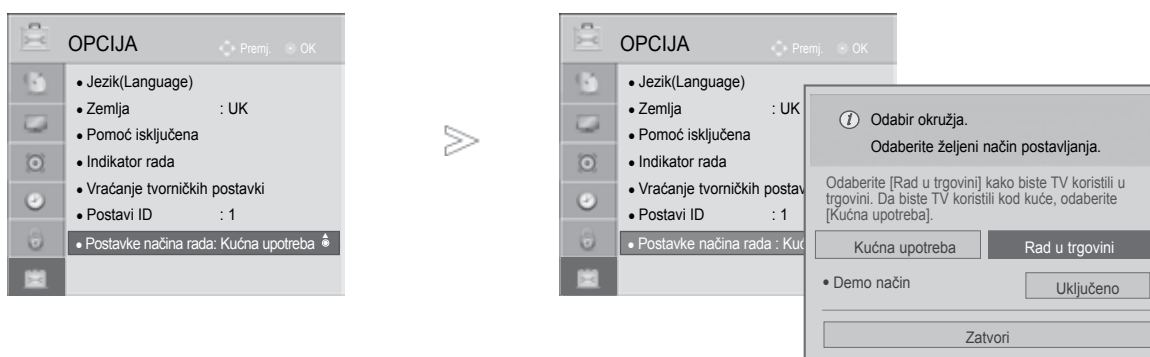 OPCIJA
Premj. OK
• Jezik(Language)
• Zemlja : UK
• Pomoć isključena
• Indikator rada
• Vraćanje tvorničkih postavki
• Postavi ID : 1
• Postavke načina rada: Kućna upotreba
OPCIJA
Premj. OK
• Jezik(Language)
• Zemlja : UK
• Pomoć isključena
• Indikator rada
• Vraćanje tvorničkih postav
• Postavi ID : 1
• Postavke načina rada : Kuć
Odabir okružja.
Odaberite željeni način postavljanja.
Odaberite [Rad u trgovini] kako biste TV koristili u
trgovini. Da biste TV koristili kod kuće, odaberite
[Kućna upotreba].
Kućna upotreba
Rad u trgovini
• Demo način
Uključeno
Zatvori